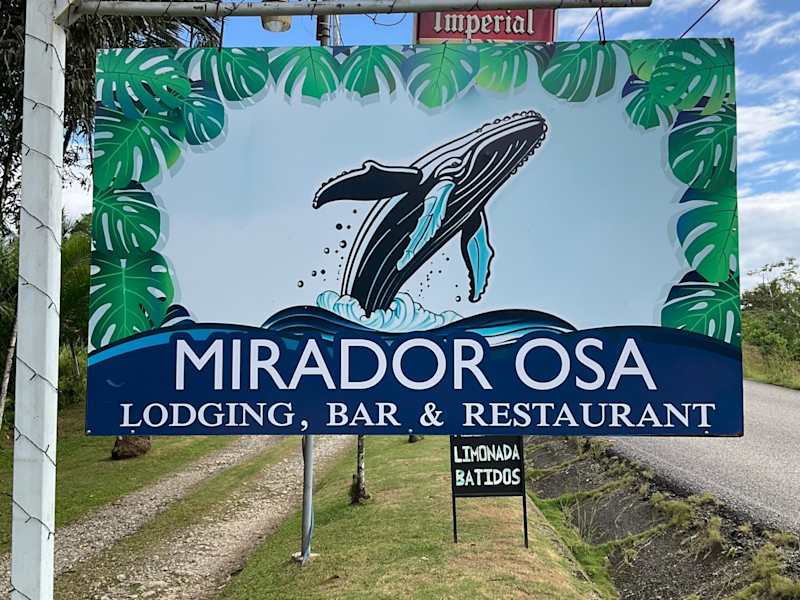 Imperial
MIRADOR OSA
LODGING, BAR & RESTAURANT
LIMONADA
BATIDOS